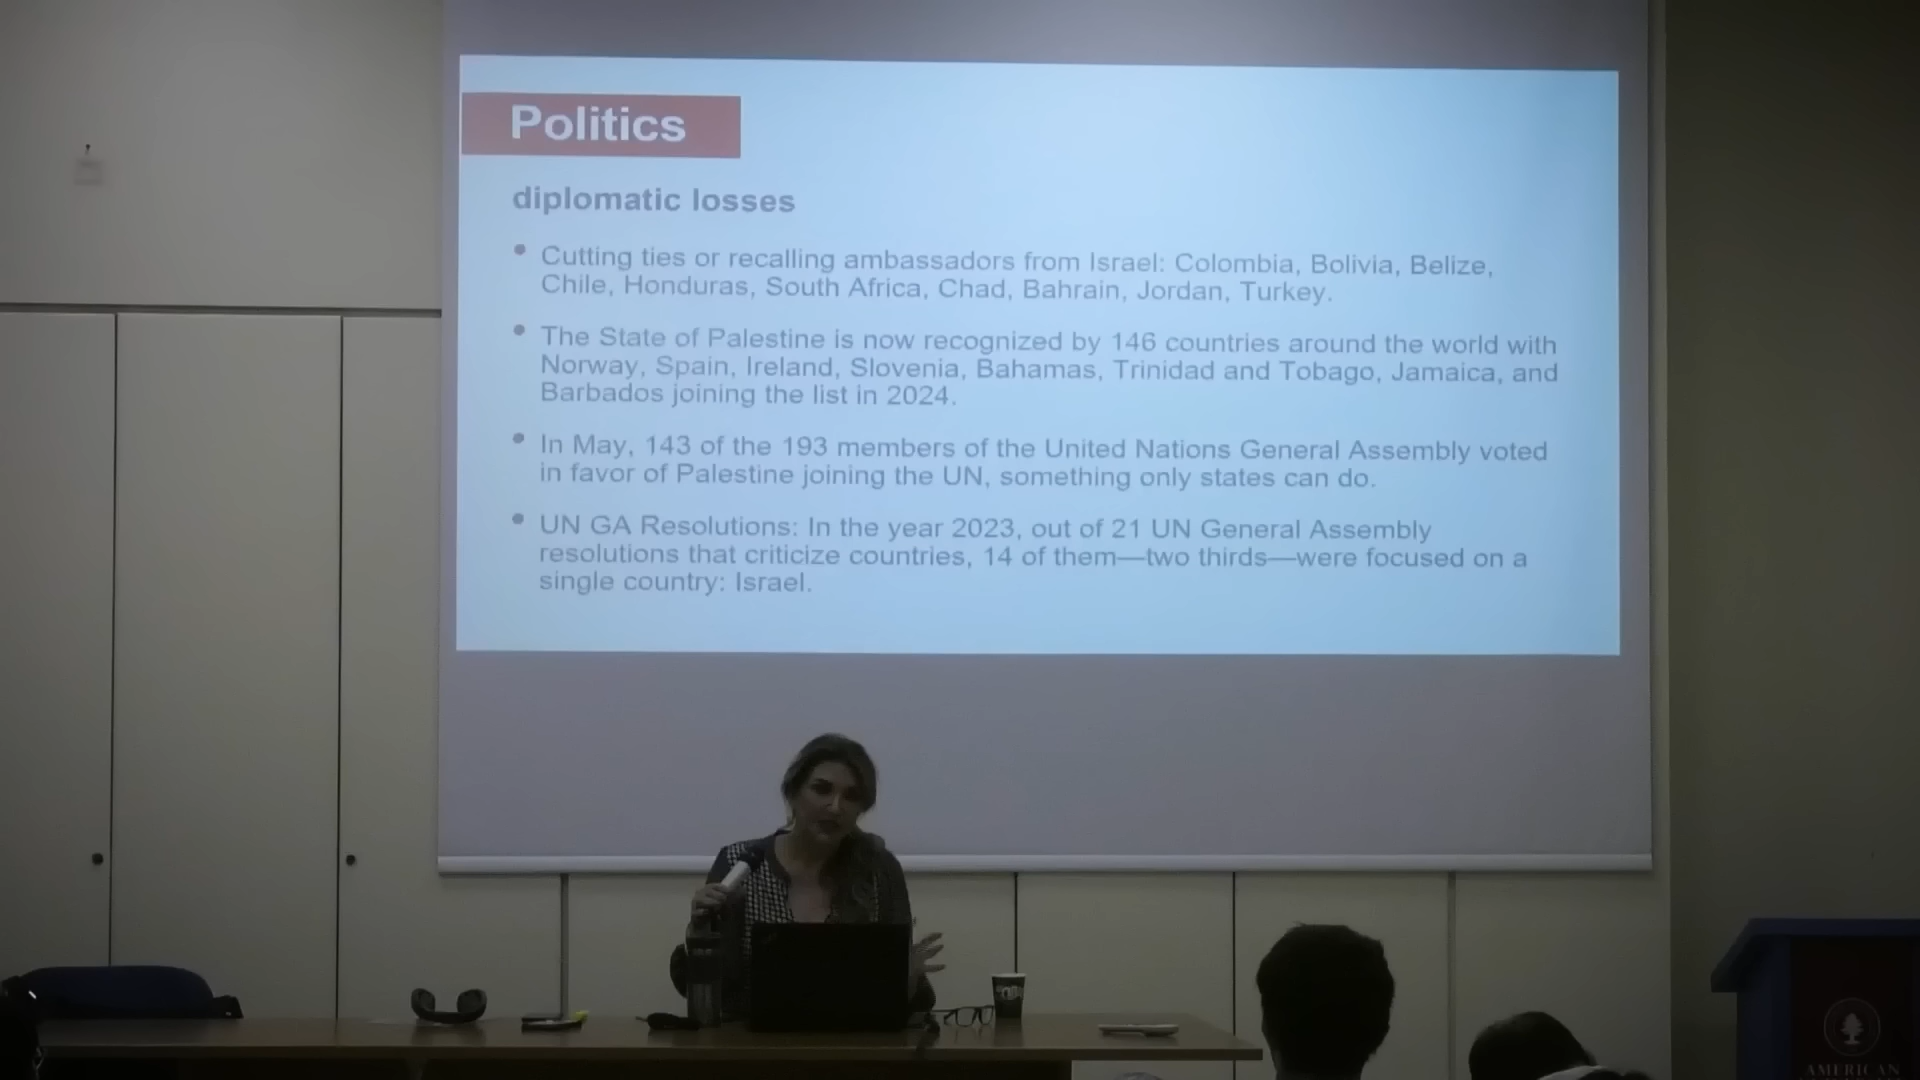 Politics
diplomatic losses
• Cutting ties or recalling ambassadors from Israel: Colombia, Bolivia, Belize,
Chile, Honduras, South Africa, Chad, Bahrain, Jordan, Turkey.
• The State of Palestine is now recognized by 146 countries around the world with
Norway, Spain, Ireland, Slovenia, Bahamas, Trinidad and Tobago, Jamaica, and
Barbados joining the list in 2024.
• In May, 143 of the 193 members of the United Nations General Assembly voted
in favor of Palestine joining the UN, something only states can do.
• UN GA Resolutions: In the year 2023, out of 21 UN General Assembly
resolutions that criticize countries, 14 of them—two thirds—were focused on a
single country: Israel.
AMERICAN